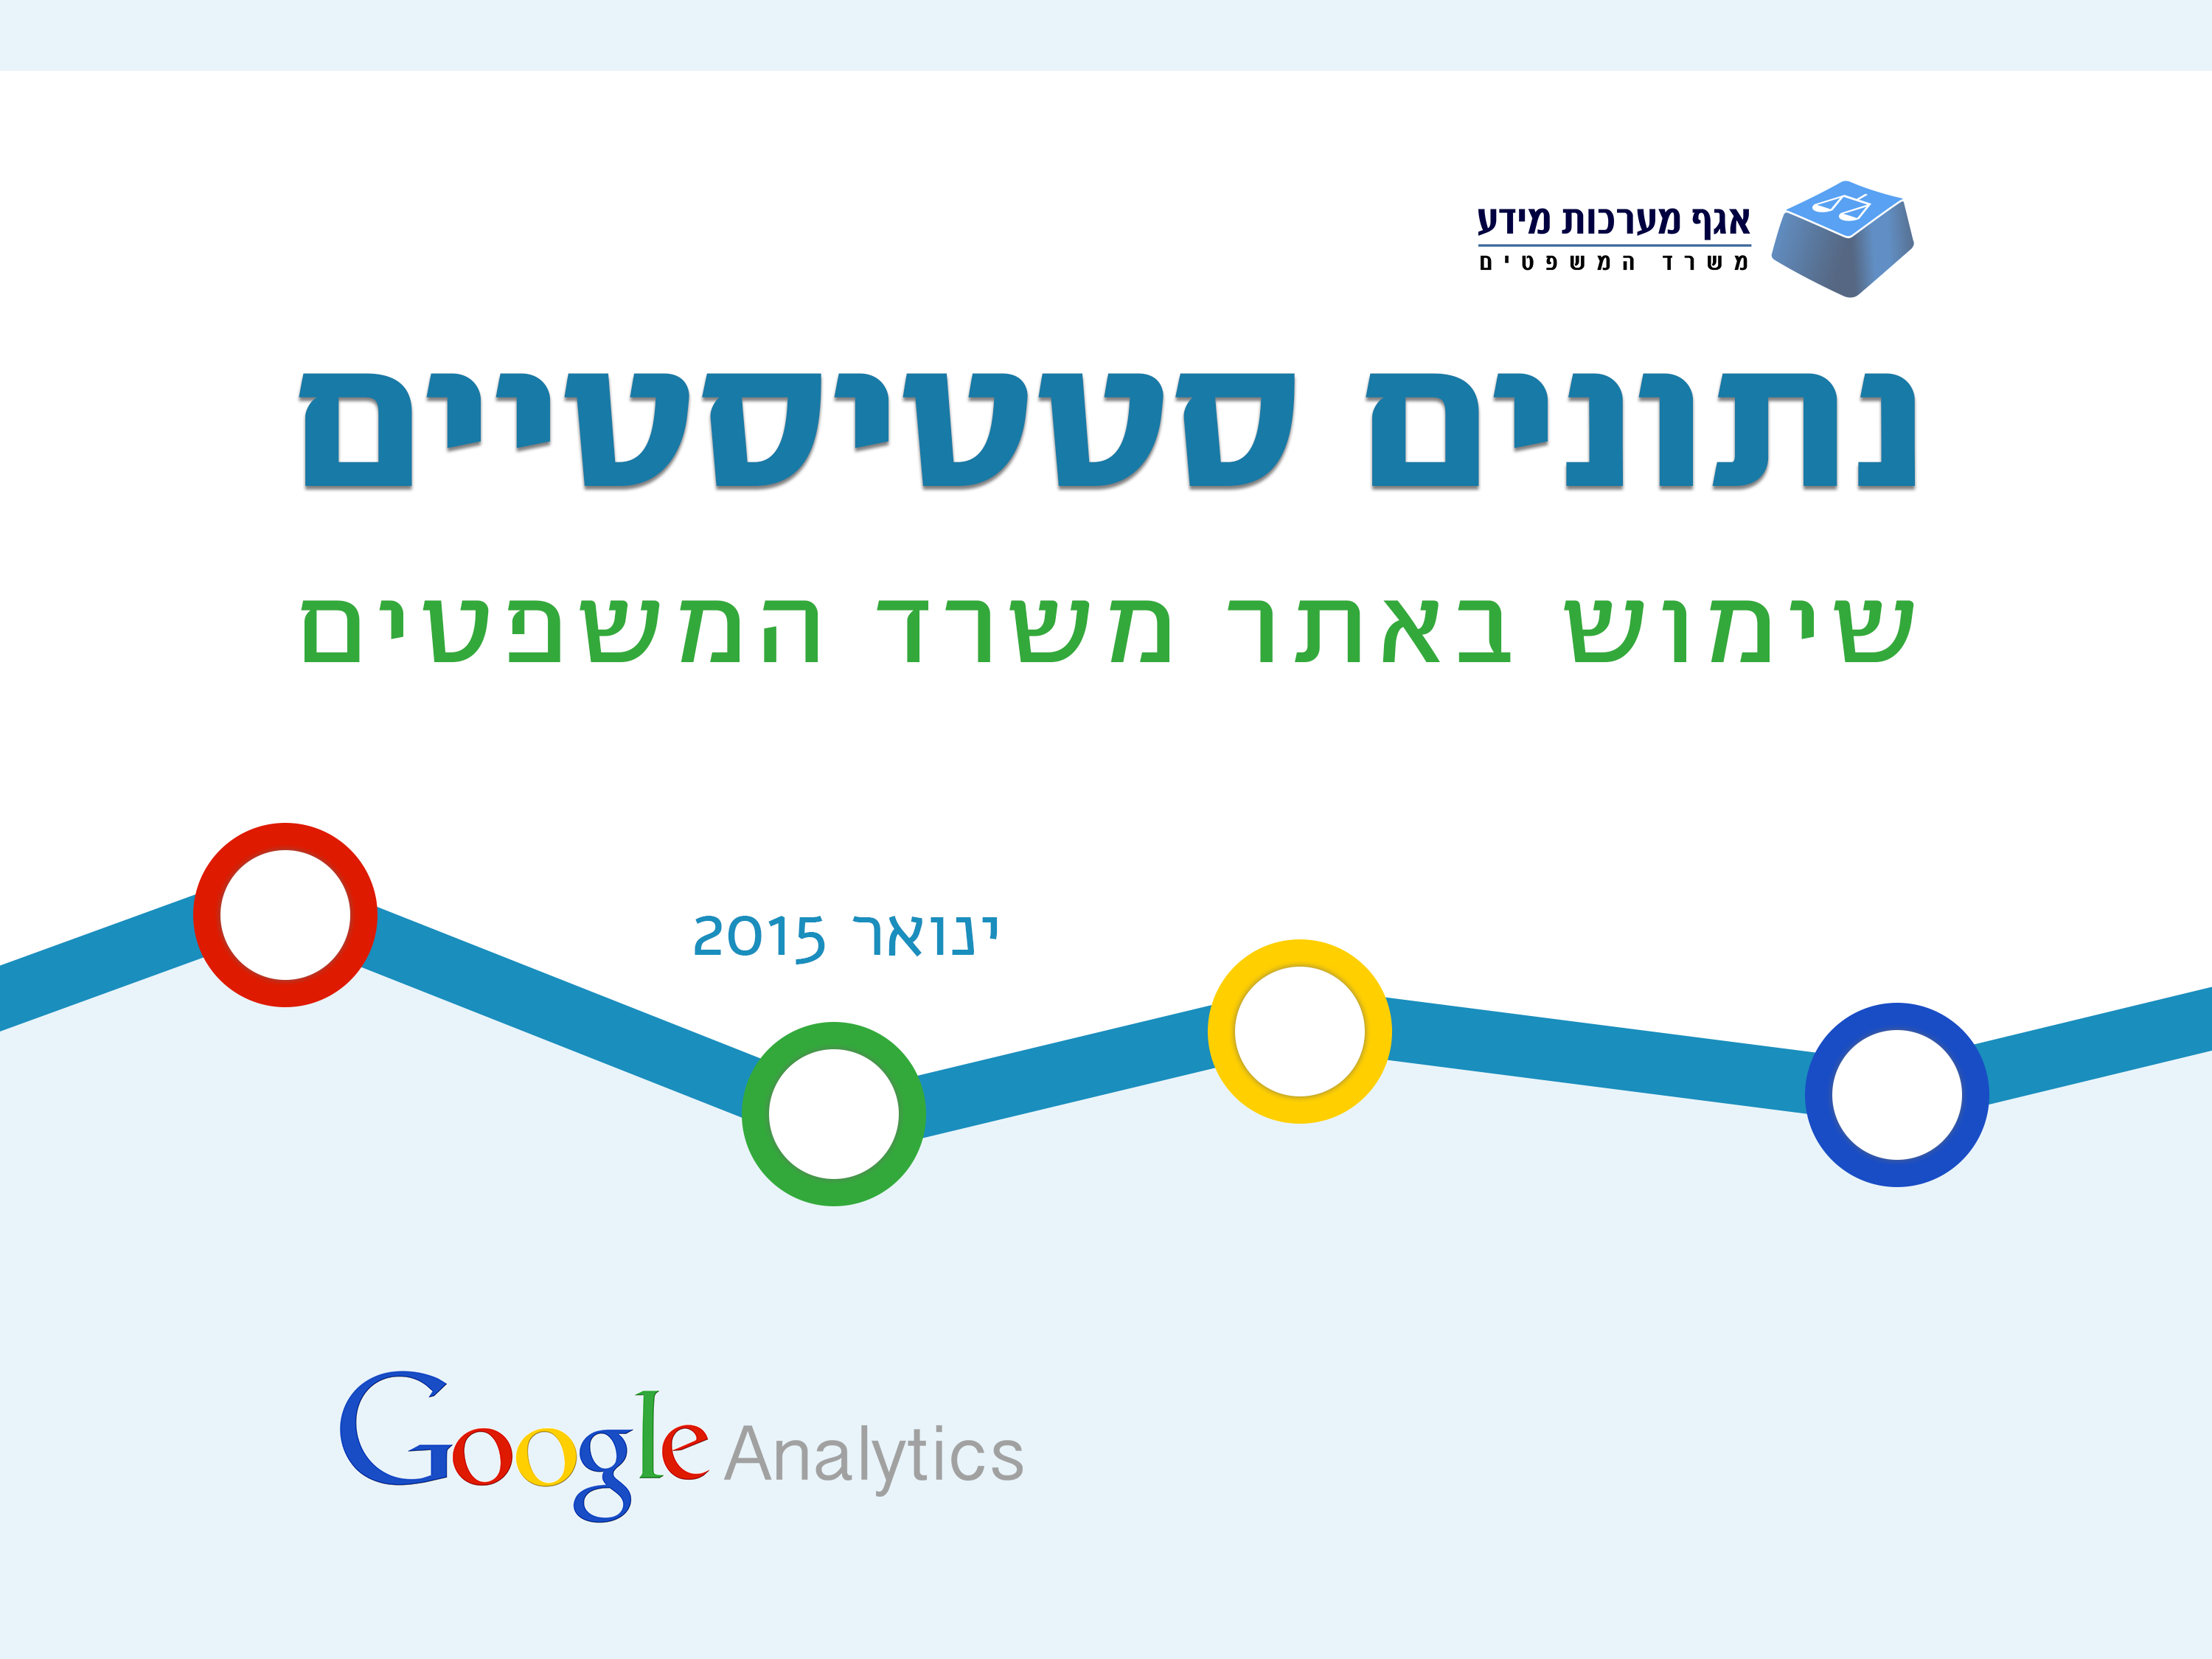 אגף מערכות מידע
משרד המשפטים
נתונים סטטיסטיים
שימוש באתר משרד המשפטים
ינואר 2015
Google Analytics